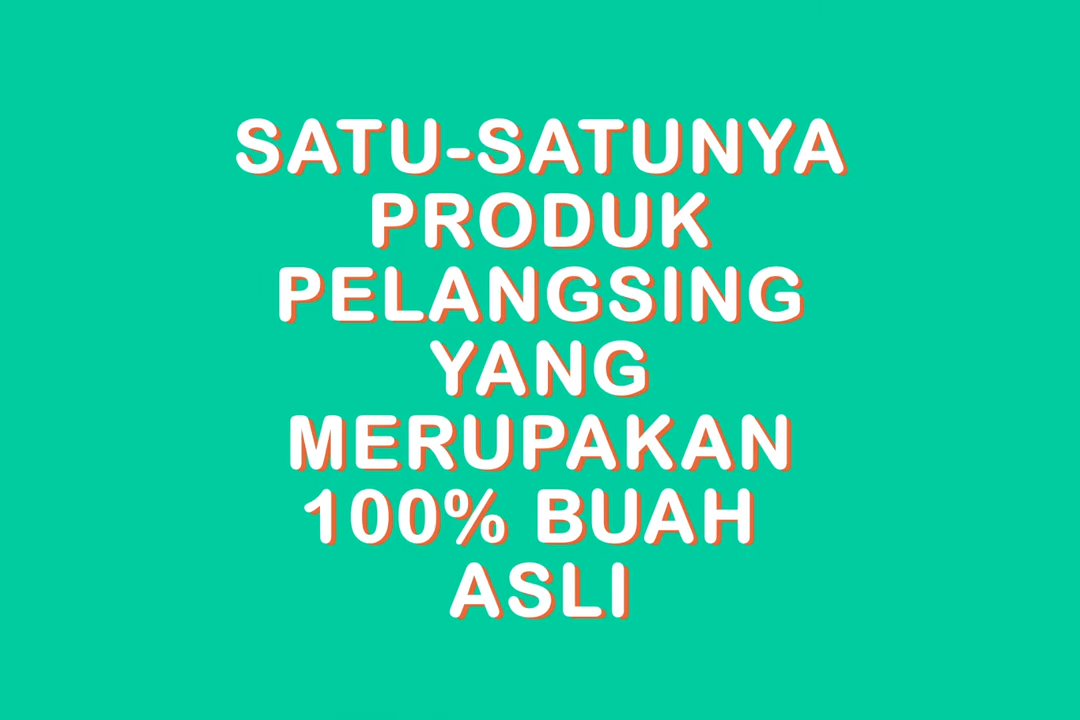 SATU-SATUNYA
PRODUK
PELANGSING
YANG
MERUPAKAN
100% BUAH
ASLI